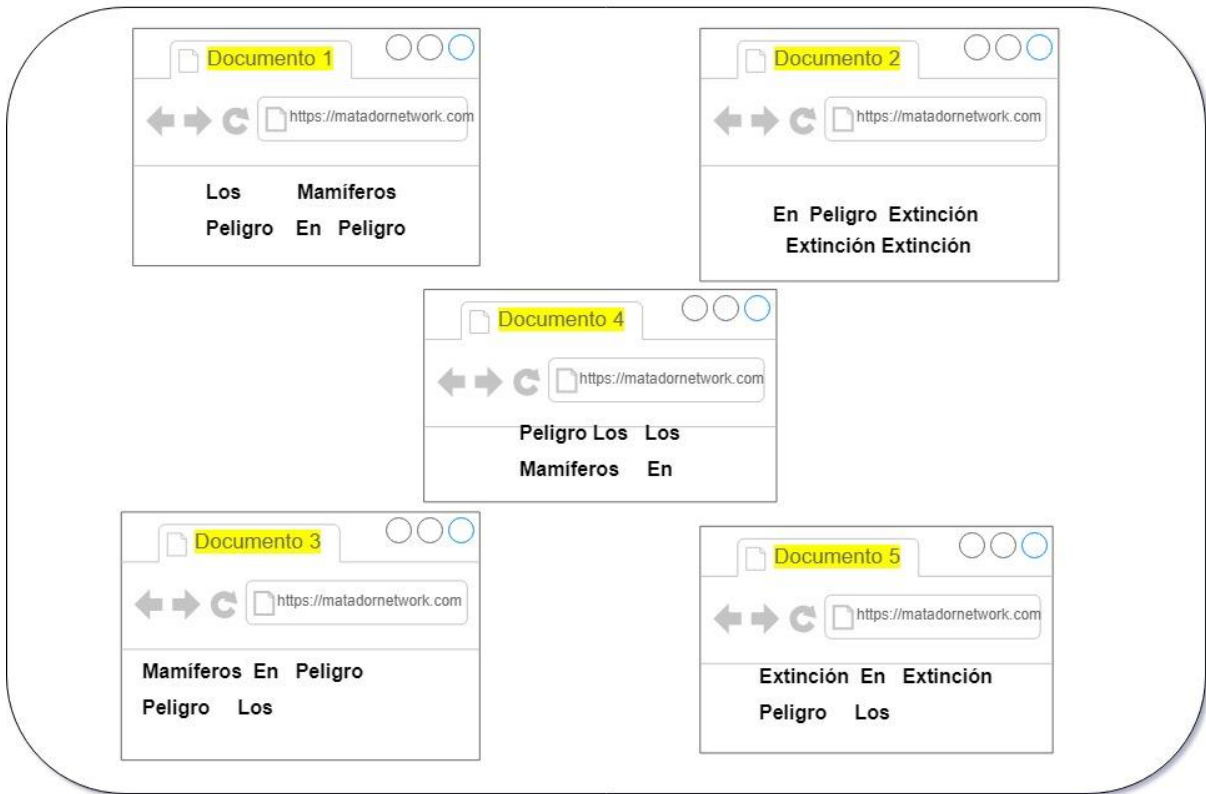 Documento 1
https://matadornetwork.com
Los Mamíferos
Peligro En Peligro
Documento 2
https://matadornetwork.com
En Peligro Extinción
Extinción Extinción
Documento 4
https://matadornetwork.com
Peligro Los Los
Mamíferos En
Documento 3
https://matadornetwork.com
Mamíferos En Peligro
Peligro Los
Documento 5
https://matadornetwork.com
Extinción En Extinción
Peligro Los